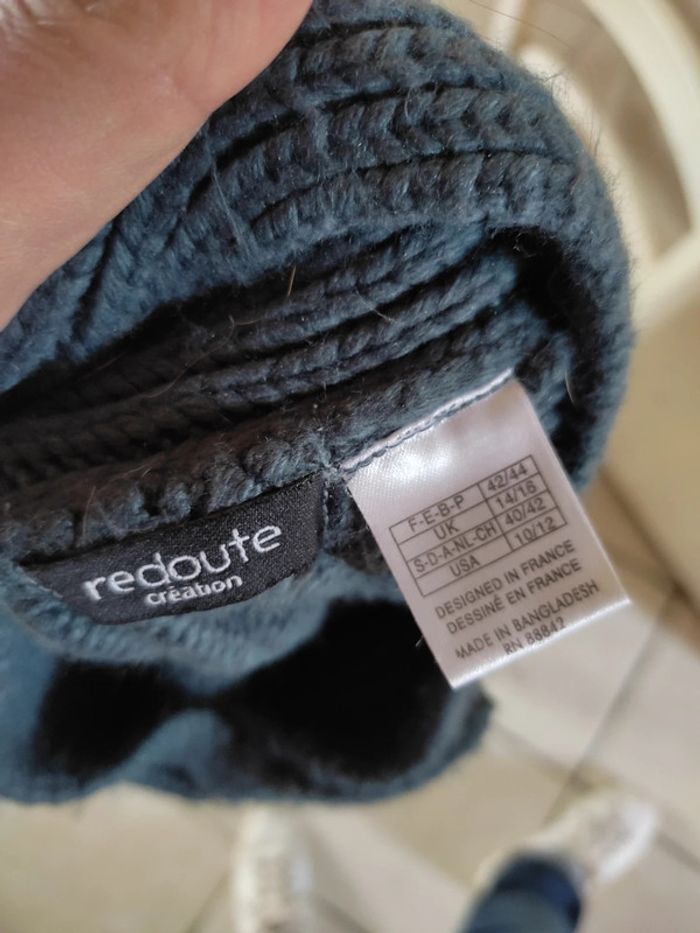 redoute
création
F-E-B-P 42/44
UK 14/16
S-D-A-NL-CH 40/42
USA 10/12
DESIGNED IN FRANCE
DESSINÉ EN FRANCE
MADE IN BANGLADESH
RN 88842